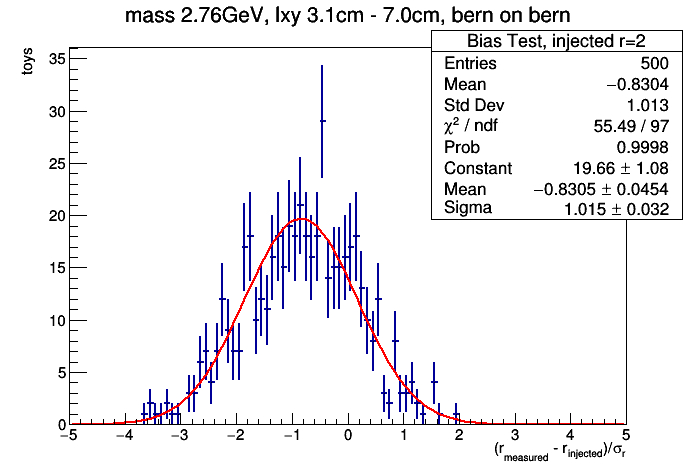 mass 2.76GeV, lxy 3.1cm - 7.0cm, bern on bern
Bias Test, injected r=2
Entries 500
Mean −0.8304
Std Dev 1.013
χ² / ndf 55.49 / 97
Prob 0.9998
Constant 19.66 ± 1.08
Mean −0.8305 ± 0.0454
Sigma 1.015 ± 0.032
toys
35
30
25
20
15
10
5
0
−5 −4 −3 −2 −1 0 1 2 3 4 5
(r_measured - r_injected)/σ_r